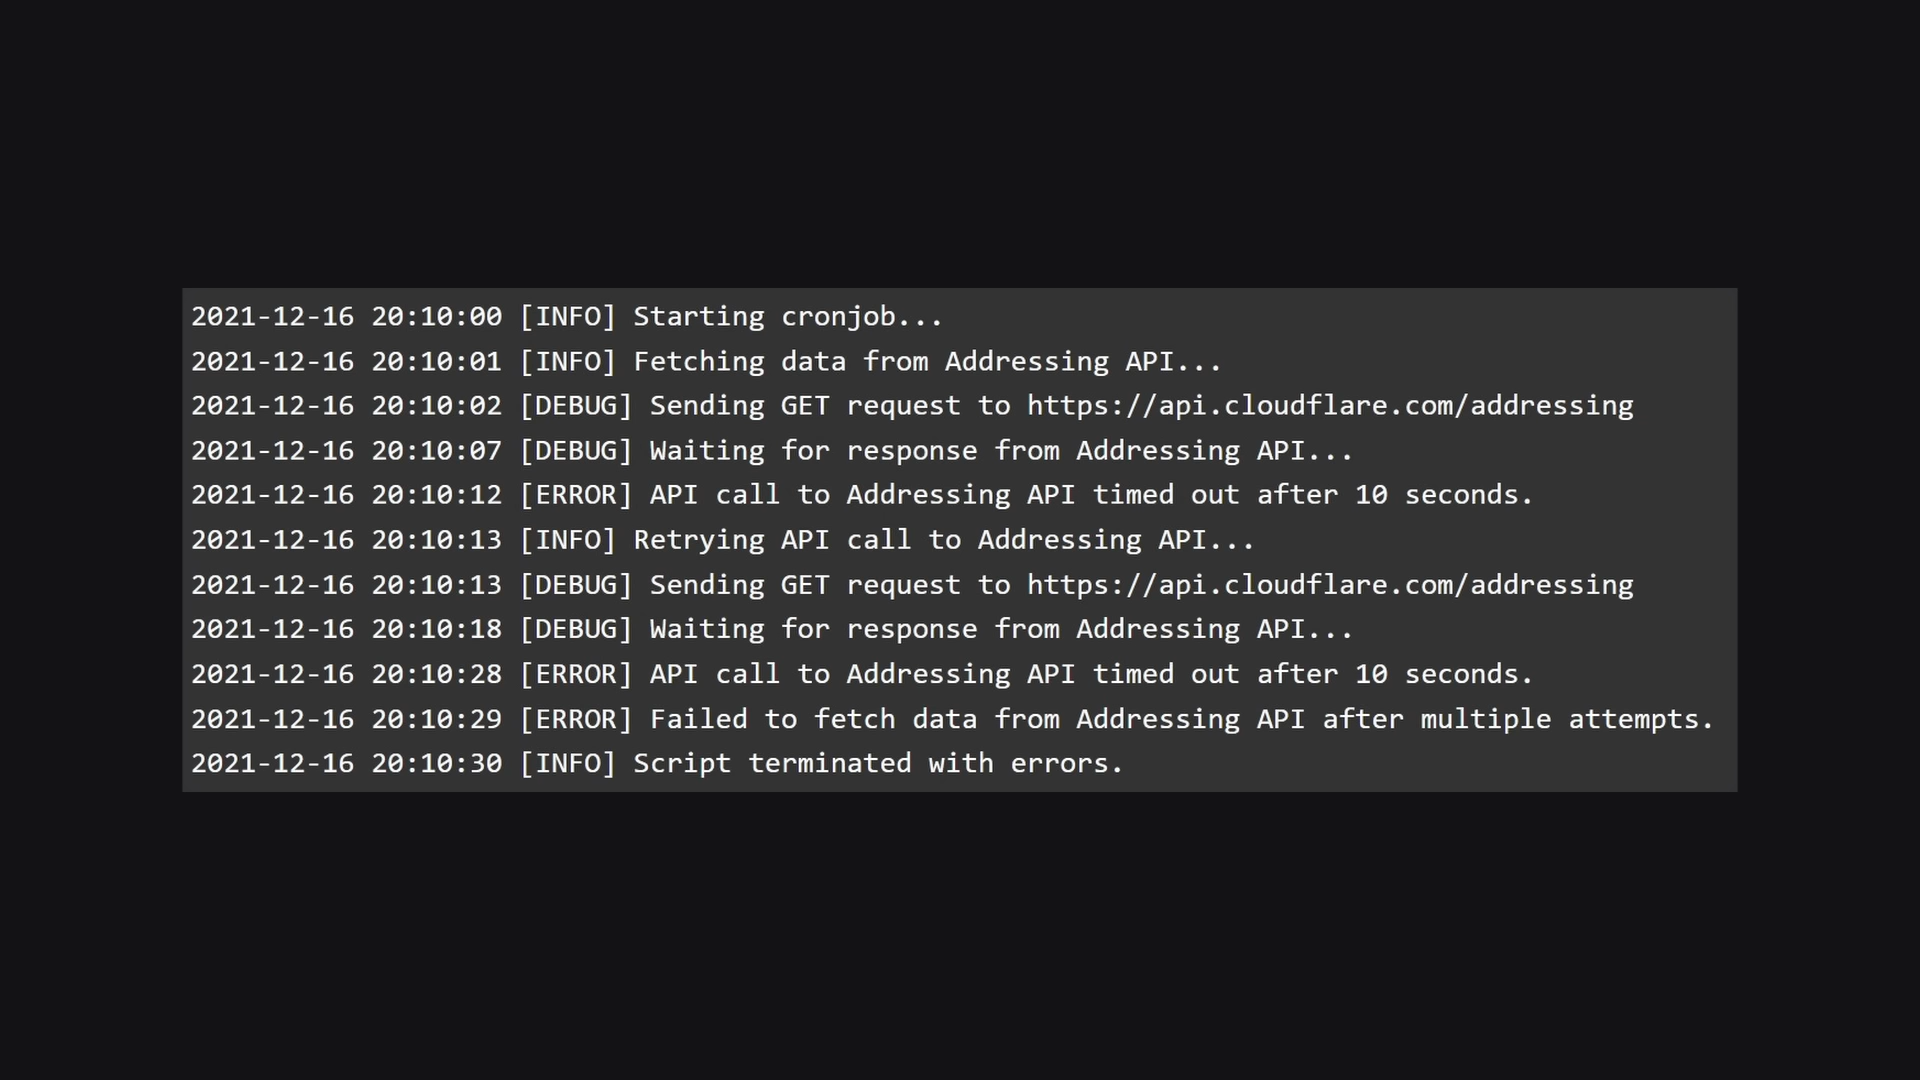 2021-12-16 20:10:00 [INFO] Starting cronjob...
2021-12-16 20:10:01 [INFO] Fetching data from Addressing API...
2021-12-16 20:10:02 [DEBUG] Sending GET request to https://api.cloudflare.com/addressing
2021-12-16 20:10:07 [DEBUG] Waiting for response from Addressing API...
2021-12-16 20:10:12 [ERROR] API call to Addressing API timed out after 10 seconds.
2021-12-16 20:10:13 [INFO] Retrying API call to Addressing API...
2021-12-16 20:10:13 [DEBUG] Sending GET request to https://api.cloudflare.com/addressing
2021-12-16 20:10:18 [DEBUG] Waiting for response from Addressing API...
2021-12-16 20:10:28 [ERROR] API call to Addressing API timed out after 10 seconds.
2021-12-16 20:10:29 [ERROR] Failed to fetch data from Addressing API after multiple attempts.
2021-12-16 20:10:30 [INFO] Script terminated with errors.